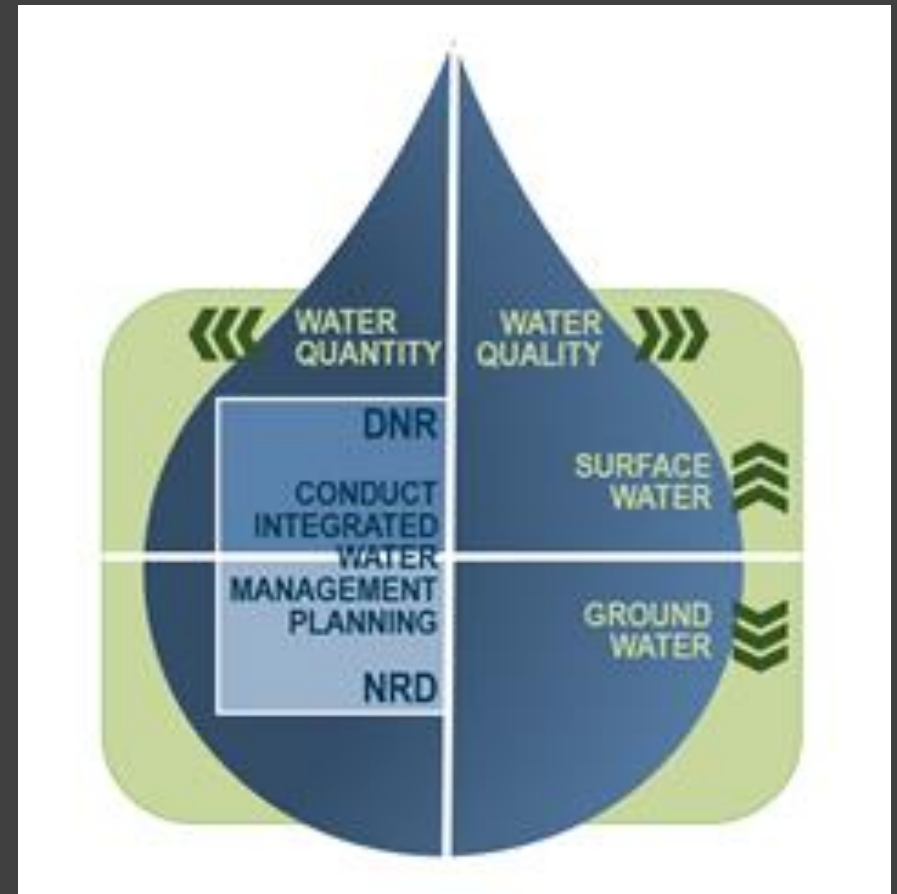 WATER
QUANTITY
WATER
QUALITY
DNR
CONDUCT
INTEGRATED
WATER
MANAGEMENT
PLANNING
NRD
SURFACE
WATER
GROUND
WATER